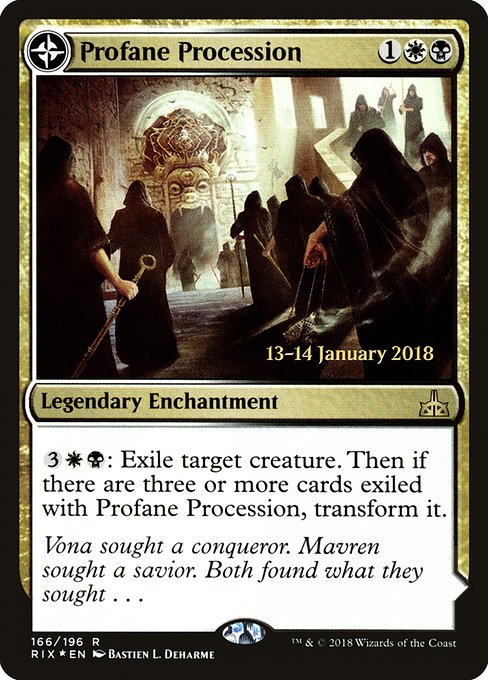 Profane Procession 1
13–14 January 2018
Legendary Enchantment
3: Exile target creature. Then if
there are three or more cards exiled
with Profane Procession, transform it.
Vona sought a conqueror. Mavren
sought a savior. Both found what they
sought . . .
166/196 R
RIX★EN Bastien L. Deharme
™ & © 2018 Wizards of the Coast